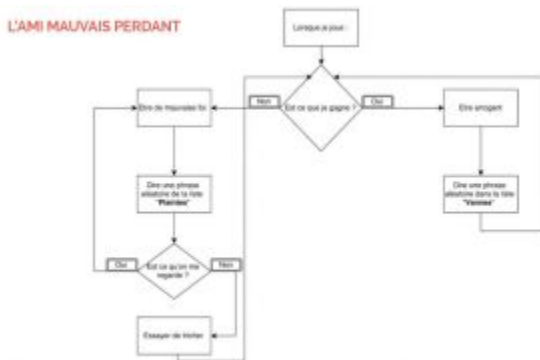 L'AMI MAUVAIS PERDANT
Lorsque je joue :
Est ce que je gagne ?
Non
Oui
Etre de mauvaise foi
Etre arrogant
Dire une phrase
aléatoire de la liste
"Plaintes"
Dire une phrase
aléatoire dans la liste
"Vannes"
Est ce qu'on me
regarde ?
Oui
Non
Essayer de tricher